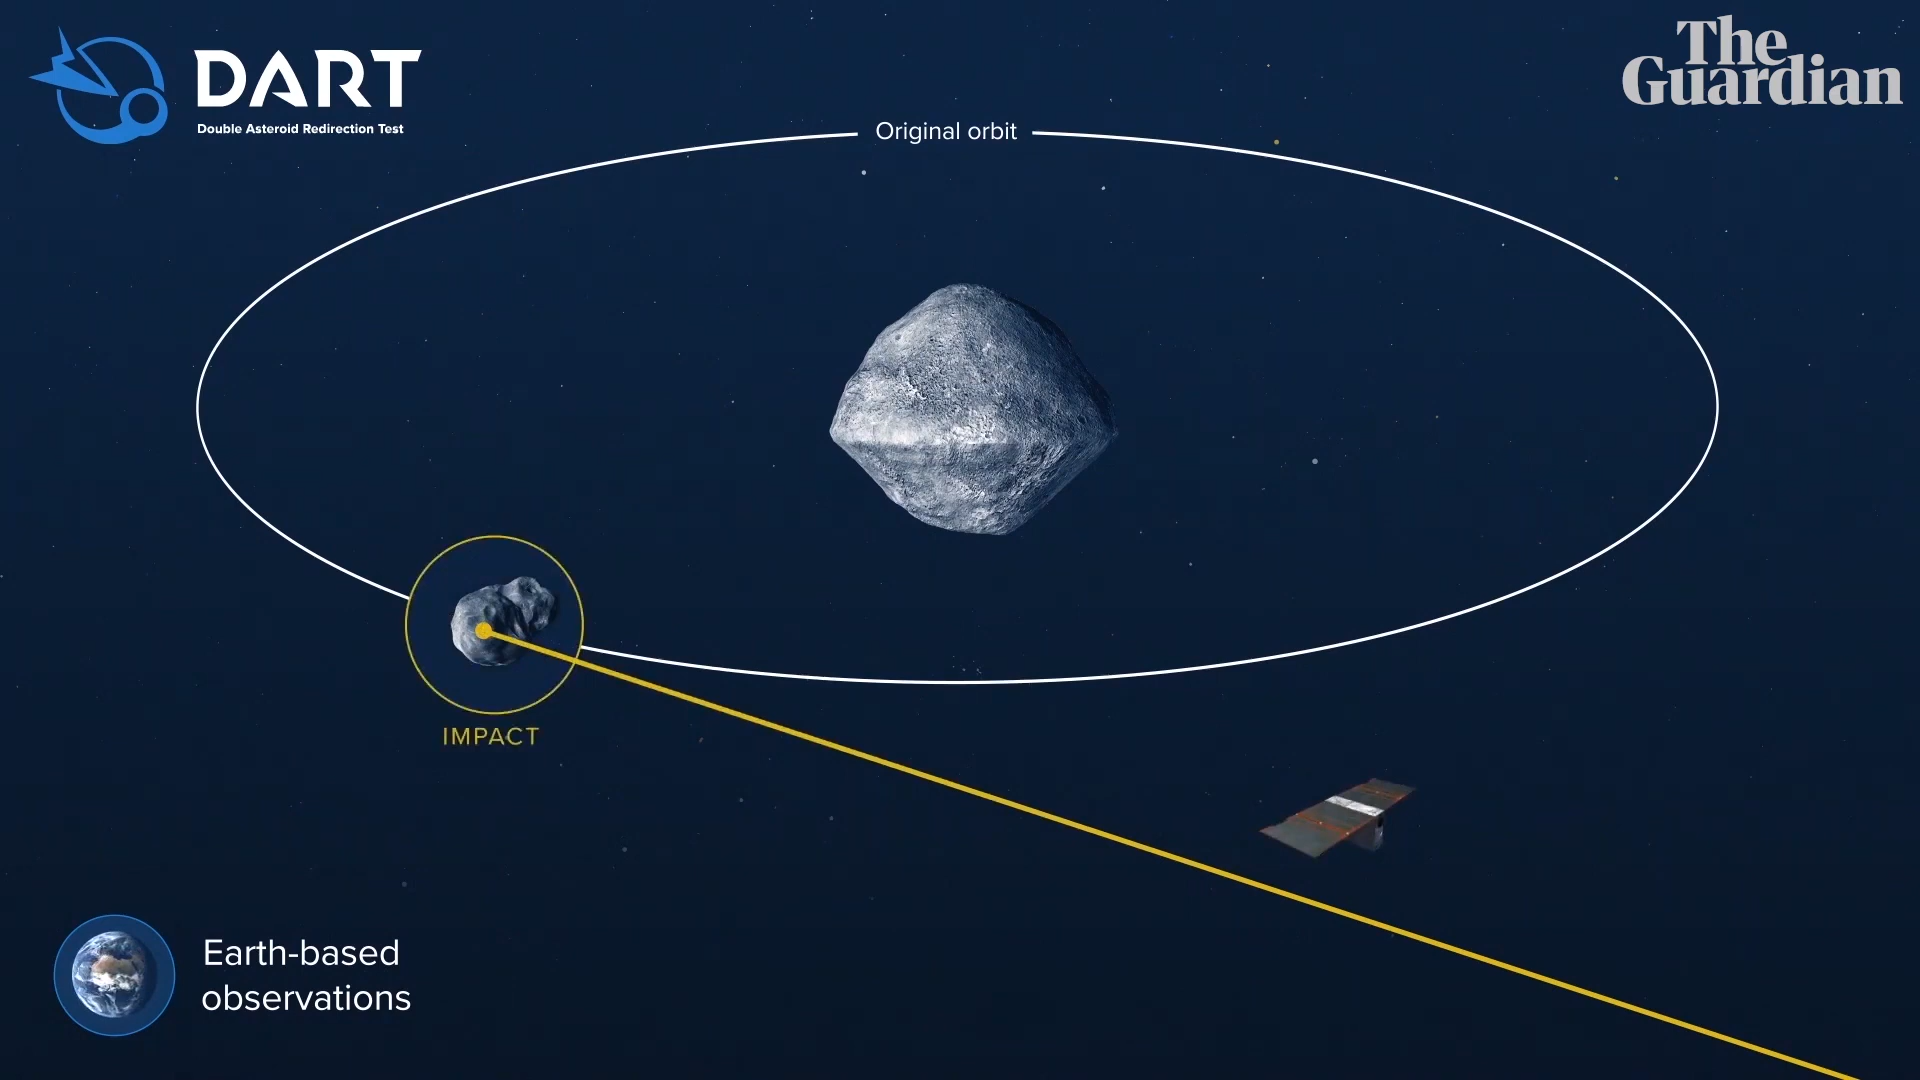 DART
Double Asteroid Redirection Test
The
Guardian
Original orbit
IMPACT
Earth-based
observations